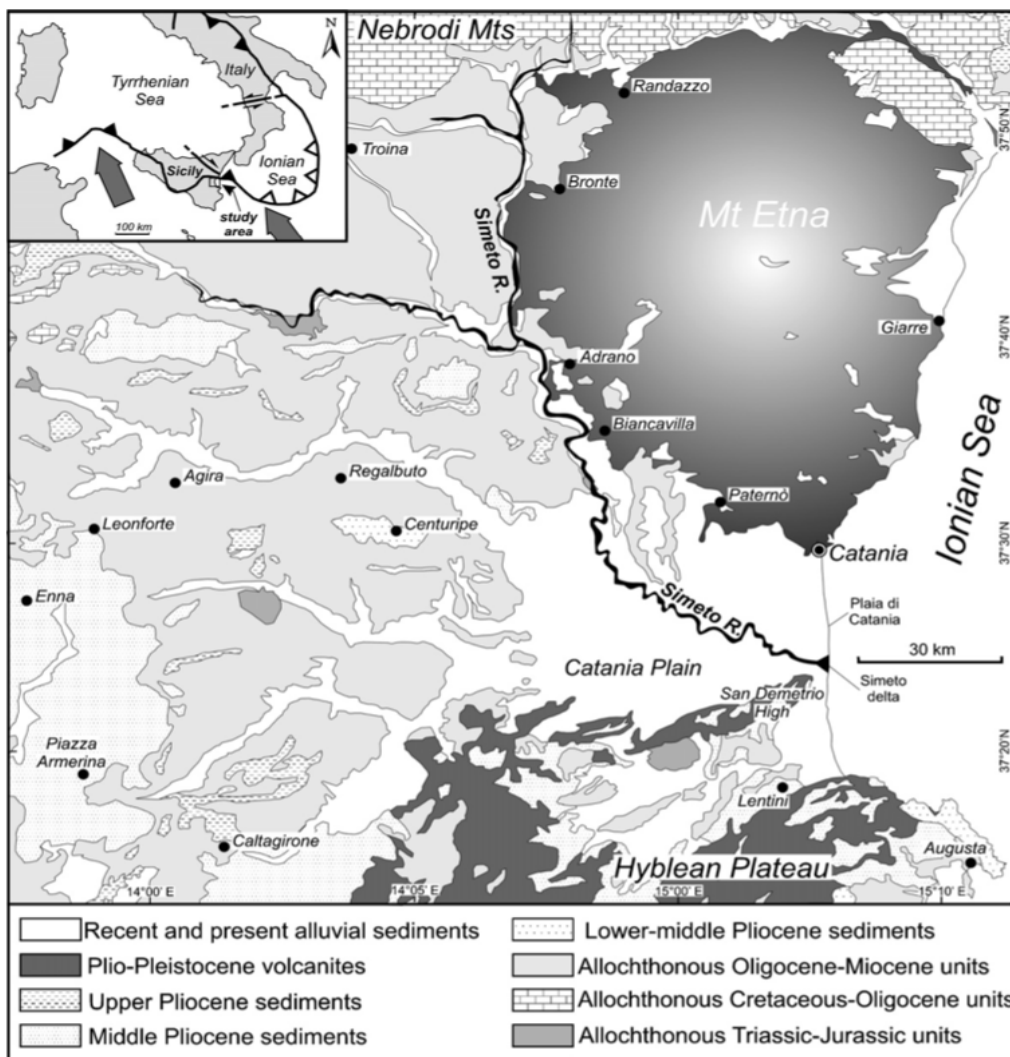 Nebrodi Mts
N
Italy
Tyrrhenian
Sea
Ionian
Sea
Sicily
study
area
100 km
Randazzo
Troina
Bronte
Mt Etna
Simeto R.
Giarre
Adrano
Biancavilla
Agira
Regalbuto
Paternò
Leonforte
Centuripe
Catania
Ionian Sea
Enna
Simeto R.
Plaia di
Catania
30 km
Catania Plain
Simeto
delta
San Demetrio
High
Piazza
Armerina
Lentini
Caltagirone
Hyblean Plateau
Augusta
37°50' N
37°40' N
37°30' N
37°20' N
14°00' E
14°05' E
15°00' E
15°10' E
Recent and present alluvial sediments
Plio-Pleistocene volcanites
Upper Pliocene sediments
Middle Pliocene sediments
Lower-middle Pliocene sediments
Allochthonous Oligocene-Miocene units
Allochthonous Cretaceous-Oligocene units
Allochthonous Triassic-Jurassic units